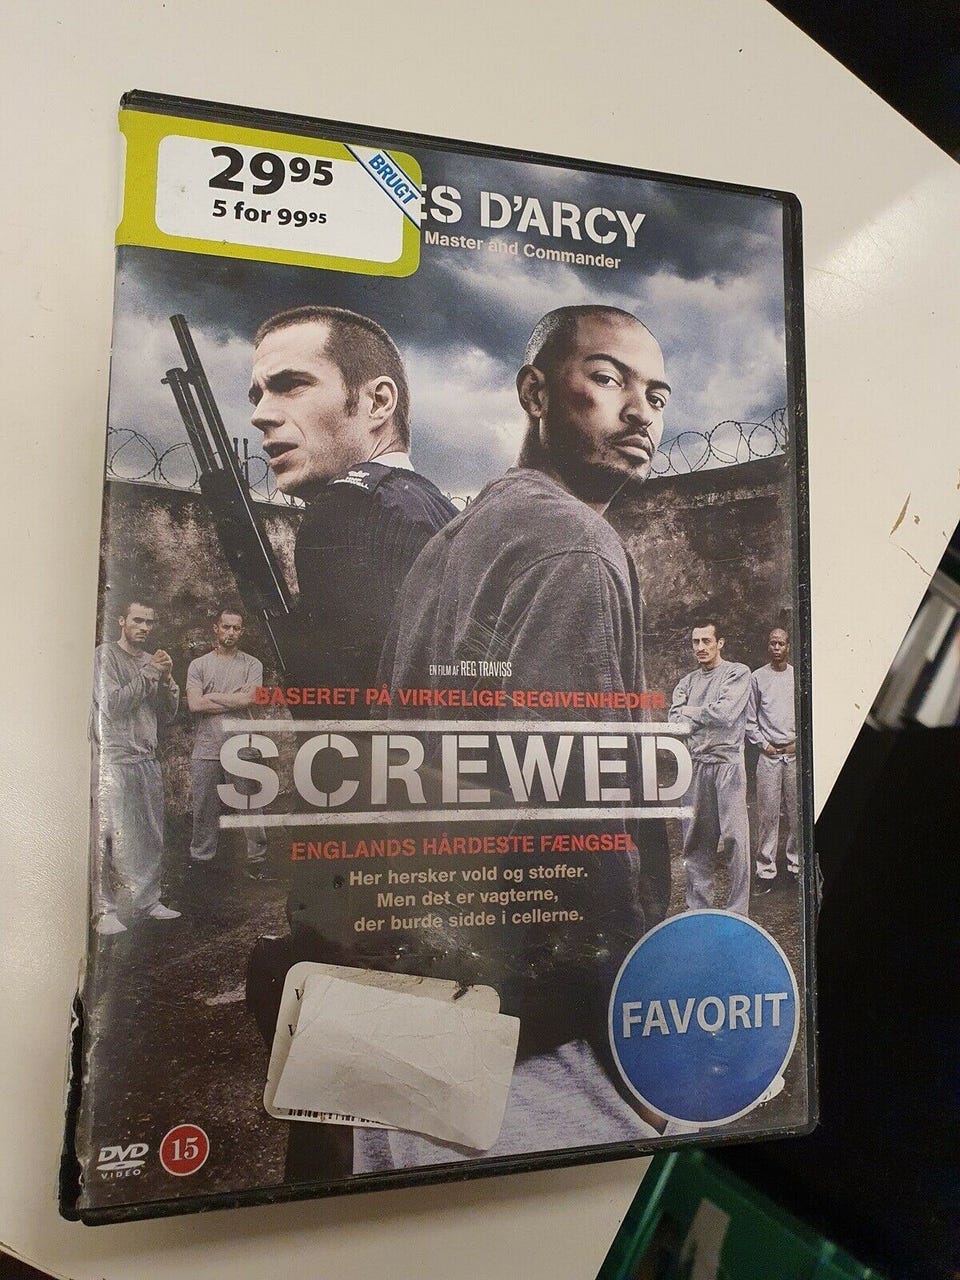 29⁹⁵
5 for 99⁹⁵
BRUGT
ES D'ARCY
Master and Commander
EN FILM AF REG TRAVISS
BASERET PÅ VIRKELIGE BEGIVENHEDER
SCREWED
ENGLANDS HÅRDESTE FÆNGSEL
Her hersker vold og stoffer.
Men det er vagterne,
der burde sidde i cellerne.
FAVORIT
DVD
VIDEO
15